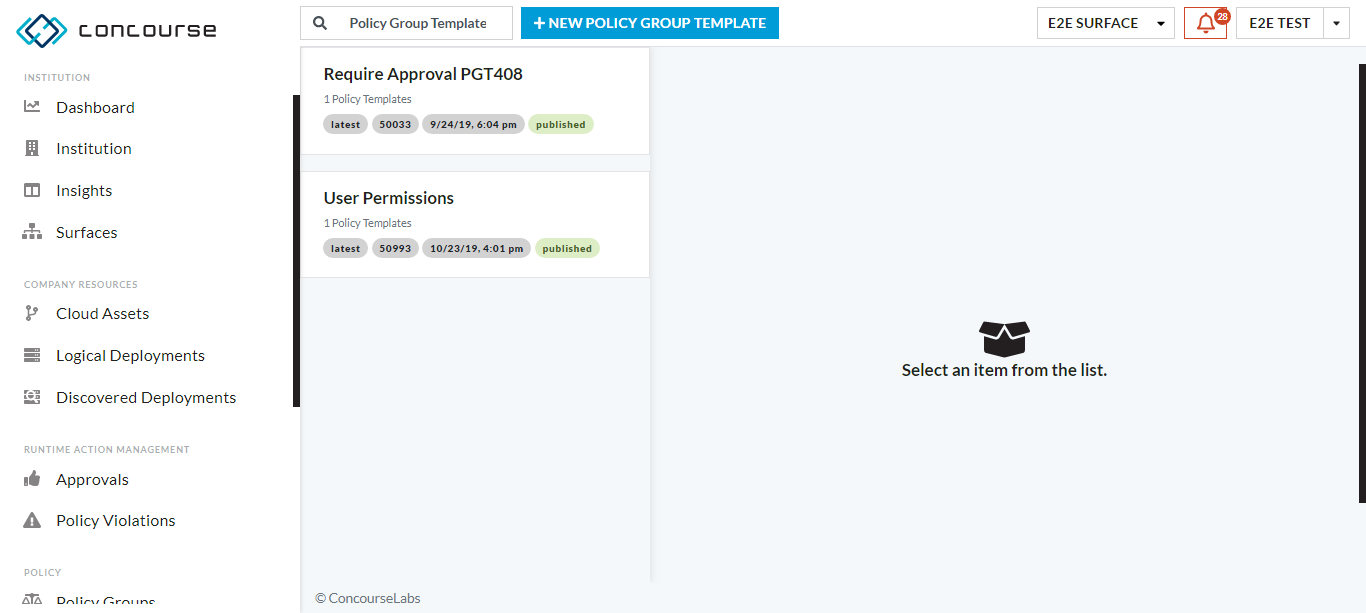 concourse
Policy Group Template
NEW POLICY GROUP TEMPLATE
E2E SURFACE
28
E2E TEST
INSTITUTION
Dashboard
Institution
Insights
Surfaces
COMPANY RESOURCES
Cloud Assets
Logical Deployments
Discovered Deployments
RUNTIME ACTION MANAGEMENT
Approvals
Policy Violations
POLICY
Policy Groups
Require Approval PGT408
1 Policy Templates
latest 50033 9/24/19, 6:04 pm published
User Permissions
1 Policy Templates
latest 50993 10/23/19, 4:01 pm published
Select an item from the list.
© ConcourseLabs